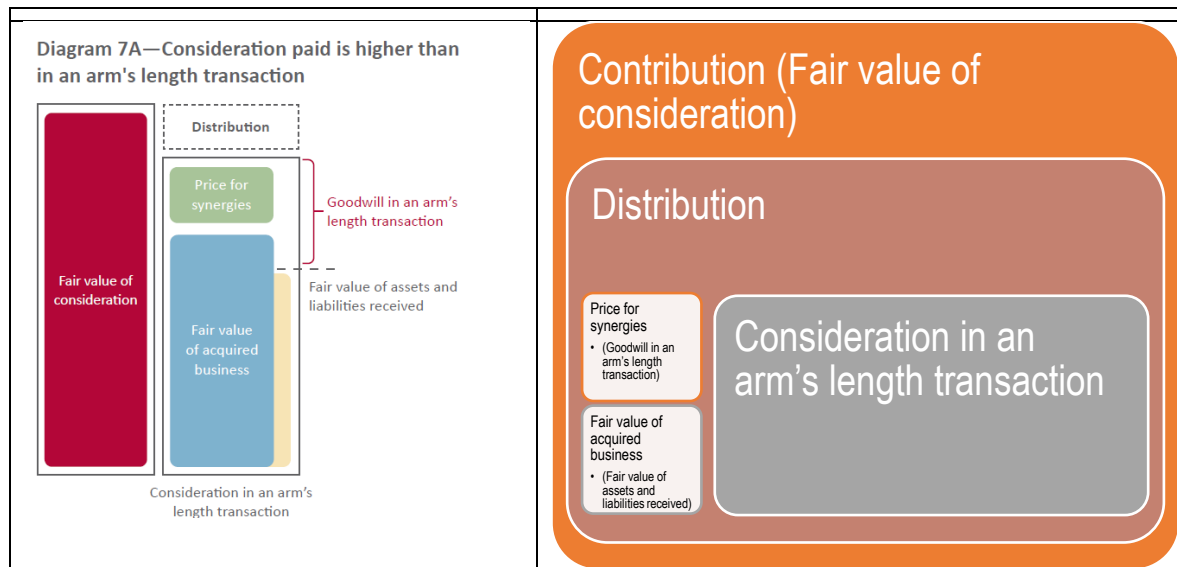 Diagram 7A—Consideration paid is higher than
in an arm's length transaction
Distribution
Price for
synergies
Goodwill in an arm's
length transaction
Fair value of
consideration
Fair value of assets and
liabilities received
Fair value
of acquired
business
Consideration in an arm's
length transaction
Contribution (Fair value of
consideration)
Distribution
Price for
synergies
• (Goodwill in an
arm's length
transaction)
Fair value of
acquired
business
• (Fair value of
assets and
liabilities received)
Consideration in an
arm's length transaction